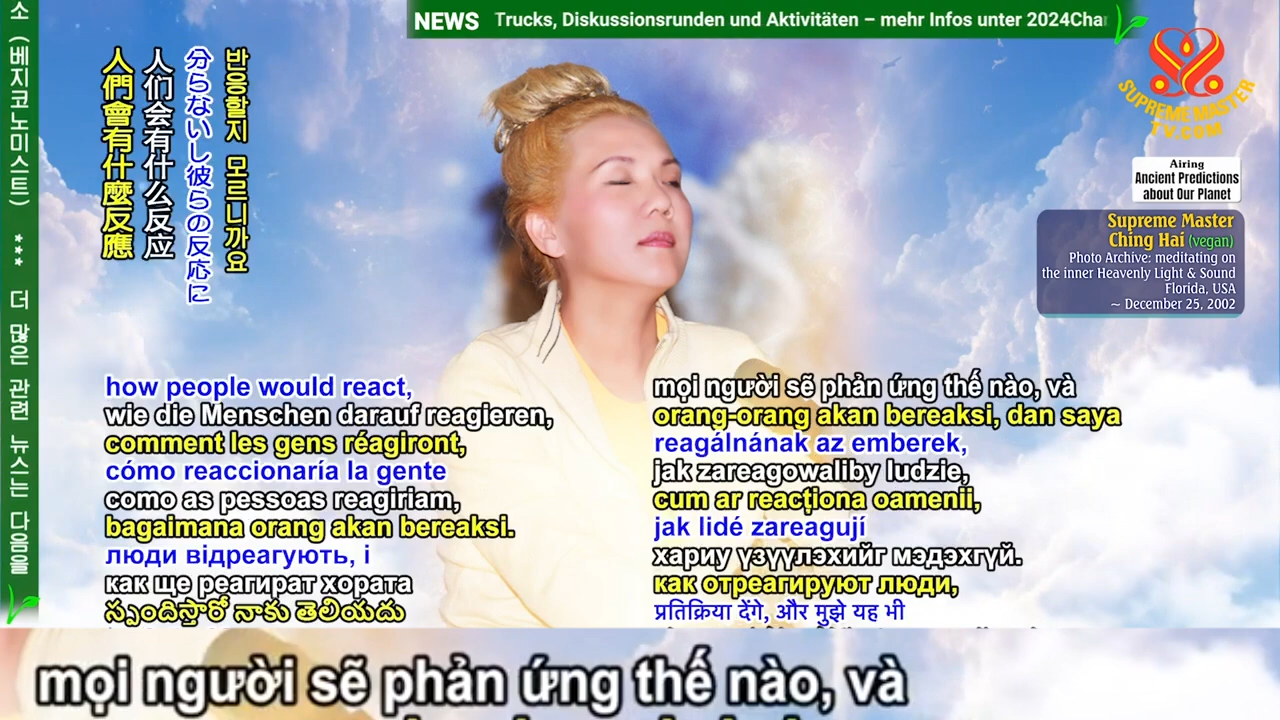 NEWS Trucks, Diskussionsrunden und Aktivitäten – mehr Infos unter 2024Cha
소 (베지코노미스트) *** 더 많은 관련 뉴스는 다음을
人們會有什麼反應
人们会有什么反应
分らないし彼らの反応に
반응할지 모르니까요
SUPREME MASTER
TV.COM
Airing
Ancient Predictions
about Our Planet
Supreme Master
Ching Hai (vegan)
Photo Archive: meditating on
the inner Heavenly Light & Sound
Florida, USA
~ December 25, 2002
how people would react,
wie die Menschen darauf reagieren,
comment les gens réagiront,
cómo reaccionaría la gente
como as pessoas reagiriam,
bagaimana orang akan bereaksi.
люди відреагують, і
как ще реагират хората
స్పందిస్తారో నాకు తెలియదు
mọi người sẽ phản ứng thế nào, và
orang-orang akan bereaksi, dan saya
reagálnának az emberek,
jak zareagowaliby ludzie,
cum ar reacționa oamenii,
jak lidé zareagují
хариу үзүүлэхийг мэдэхгүй.
как отреагируют люди,
प्रतिक्रिया देंगे, और मुझे यह भी
mọi người sẽ phản ứng thế nào, và